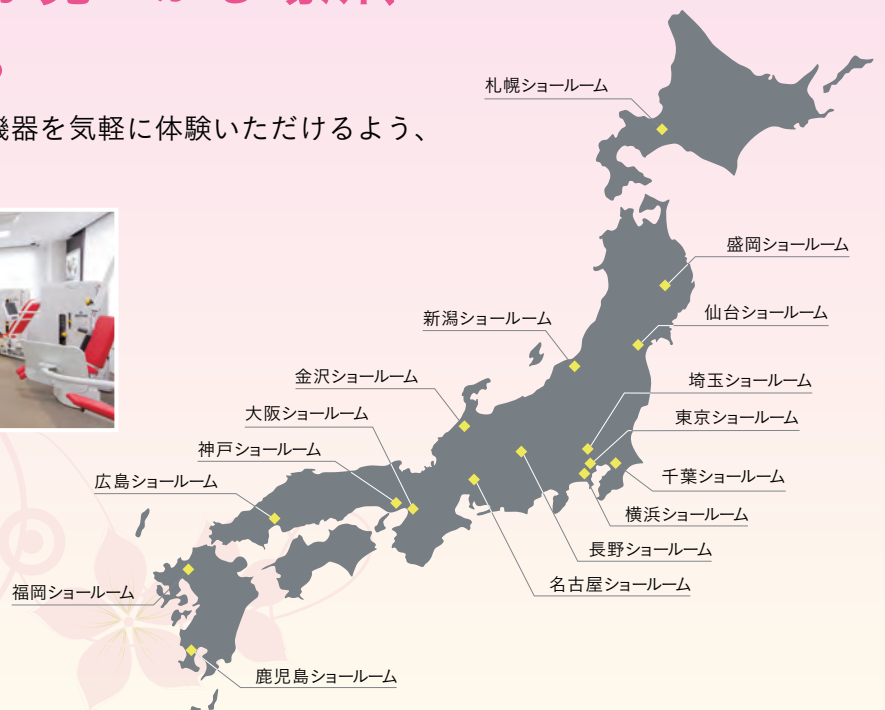 機器を気軽に体験いただけるよう、
札幌ショールーム
盛岡ショールーム
仙台ショールーム
新潟ショールーム
埼玉ショールーム
金沢ショールーム
東京ショールーム
大阪ショールーム
神戸ショールーム
千葉ショールーム
広島ショールーム
横浜ショールーム
長野ショールーム
名古屋ショールーム
福岡ショールーム
鹿児島ショールーム